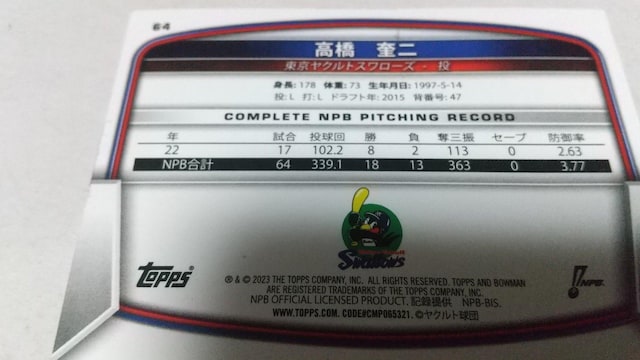 64
高橋 奎二
東京ヤクルトスワローズ - 投
身長: 178 体重: 73 生年月日: 1997-5-14
投: L 打: L ドラフト年: 2015 背番号: 47
COMPLETE NPB PITCHING RECORD
年 試合 投球回 勝 負 奪三振 セーブ 防御率
22 17 102.2 8 2 113 0 2.63
NPB合計 64 339.1 18 13 363 0 3.77
SWALLOWS
TOPPS
® & © 2023 THE TOPPS COMPANY, INC. ALL RIGHTS RESERVED. TOPPS AND BOWMAN
ARE REGISTERED TRADEMARKS OF THE TOPPS COMPANY, INC.
NPB OFFICIAL LICENSED PRODUCT. 記録提供 NPB-BIS.
WWW.TOPPS.COM. CODE#CMP065321. ©ヤクルト球団
NPB